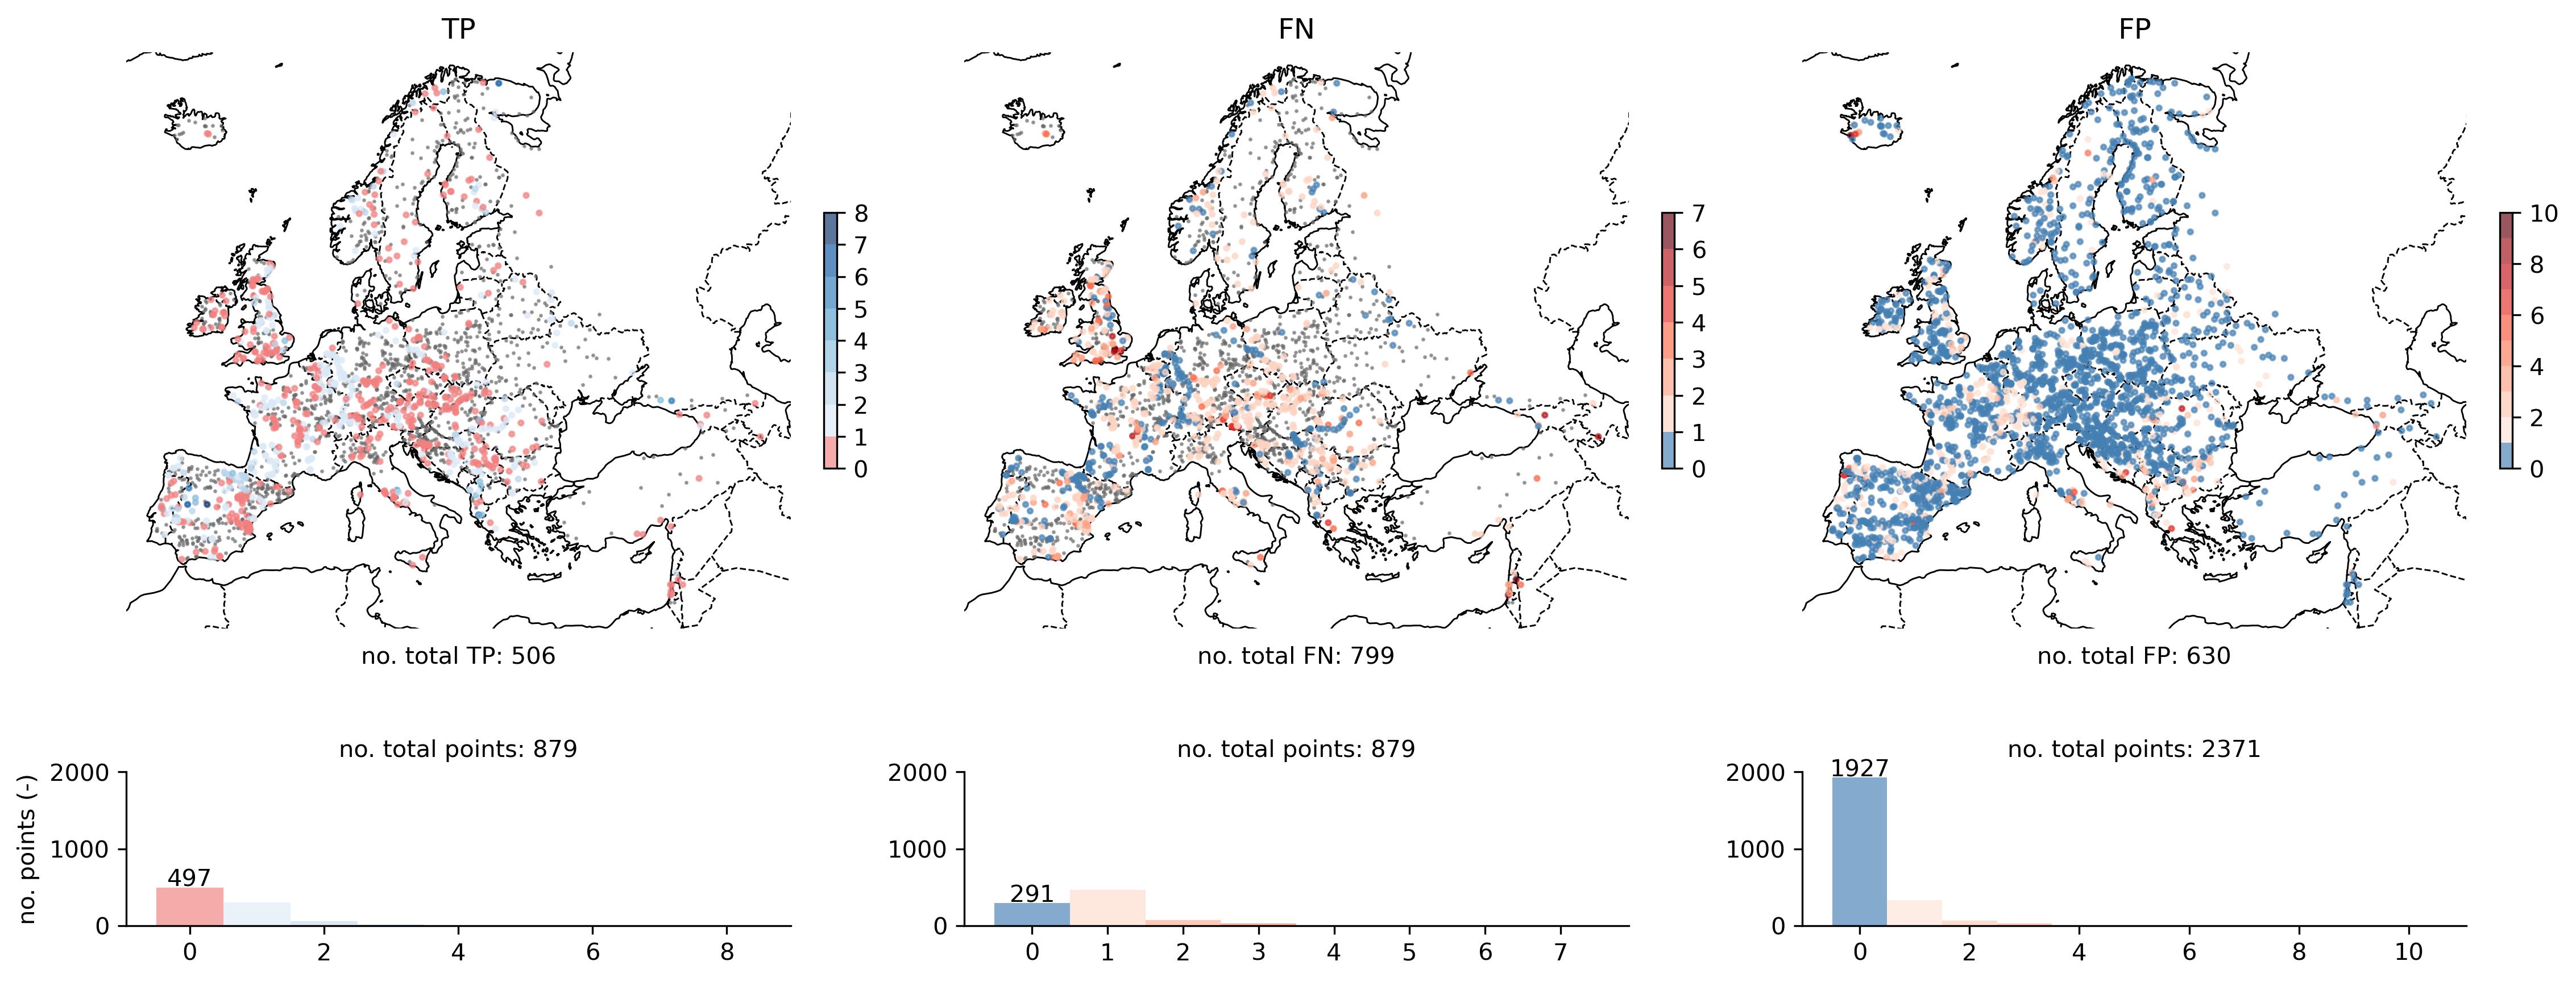 TP
FN
FP
8
7
6
5
4
3
2
1
0
7
6
5
4
3
2
1
0
10
8
6
4
2
0
no. total TP: 506
no. total FN: 799
no. total FP: 630
no. total points: 879
no. total points: 879
no. total points: 2371
no. points (-)
2000
1000
0
497
0 2 4 6 8
2000
1000
0
291
0 1 2 3 4 5 6 7
2000
1000
0
1927
0 2 4 6 8 10